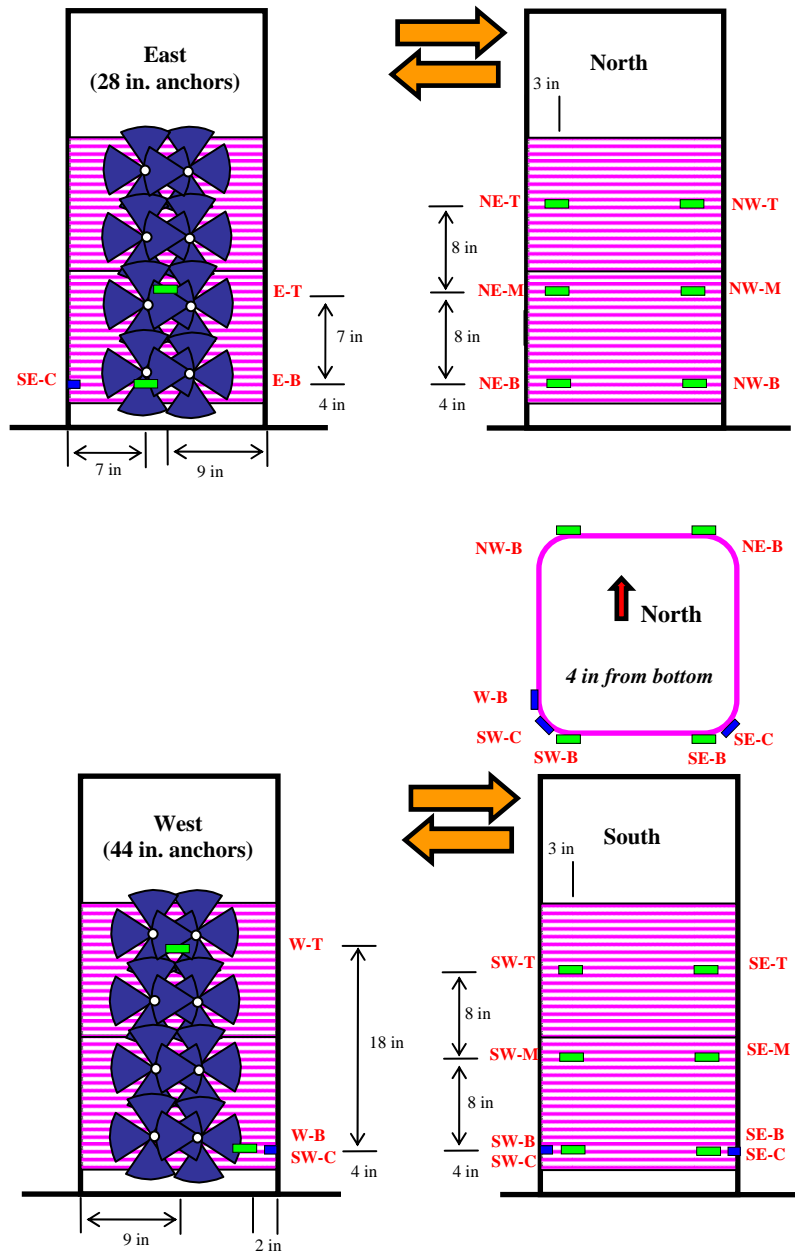 East
(28 in. anchors)
North
3 in
NE-T
NW-T
8 in
E-T
NE-M
NW-M
7 in
8 in
SE-C
E-B
NE-B
NW-B
4 in
4 in
7 in
9 in
NW-B
NE-B
North
4 in from bottom
W-B
SW-C
SE-C
SW-B
SE-B
West
(44 in. anchors)
South
3 in
W-T
SW-T
SE-T
8 in
18 in
SW-M
SE-M
8 in
W-B
SW-B
SE-B
SW-C
SW-C
SE-C
4 in
4 in
9 in
2 in